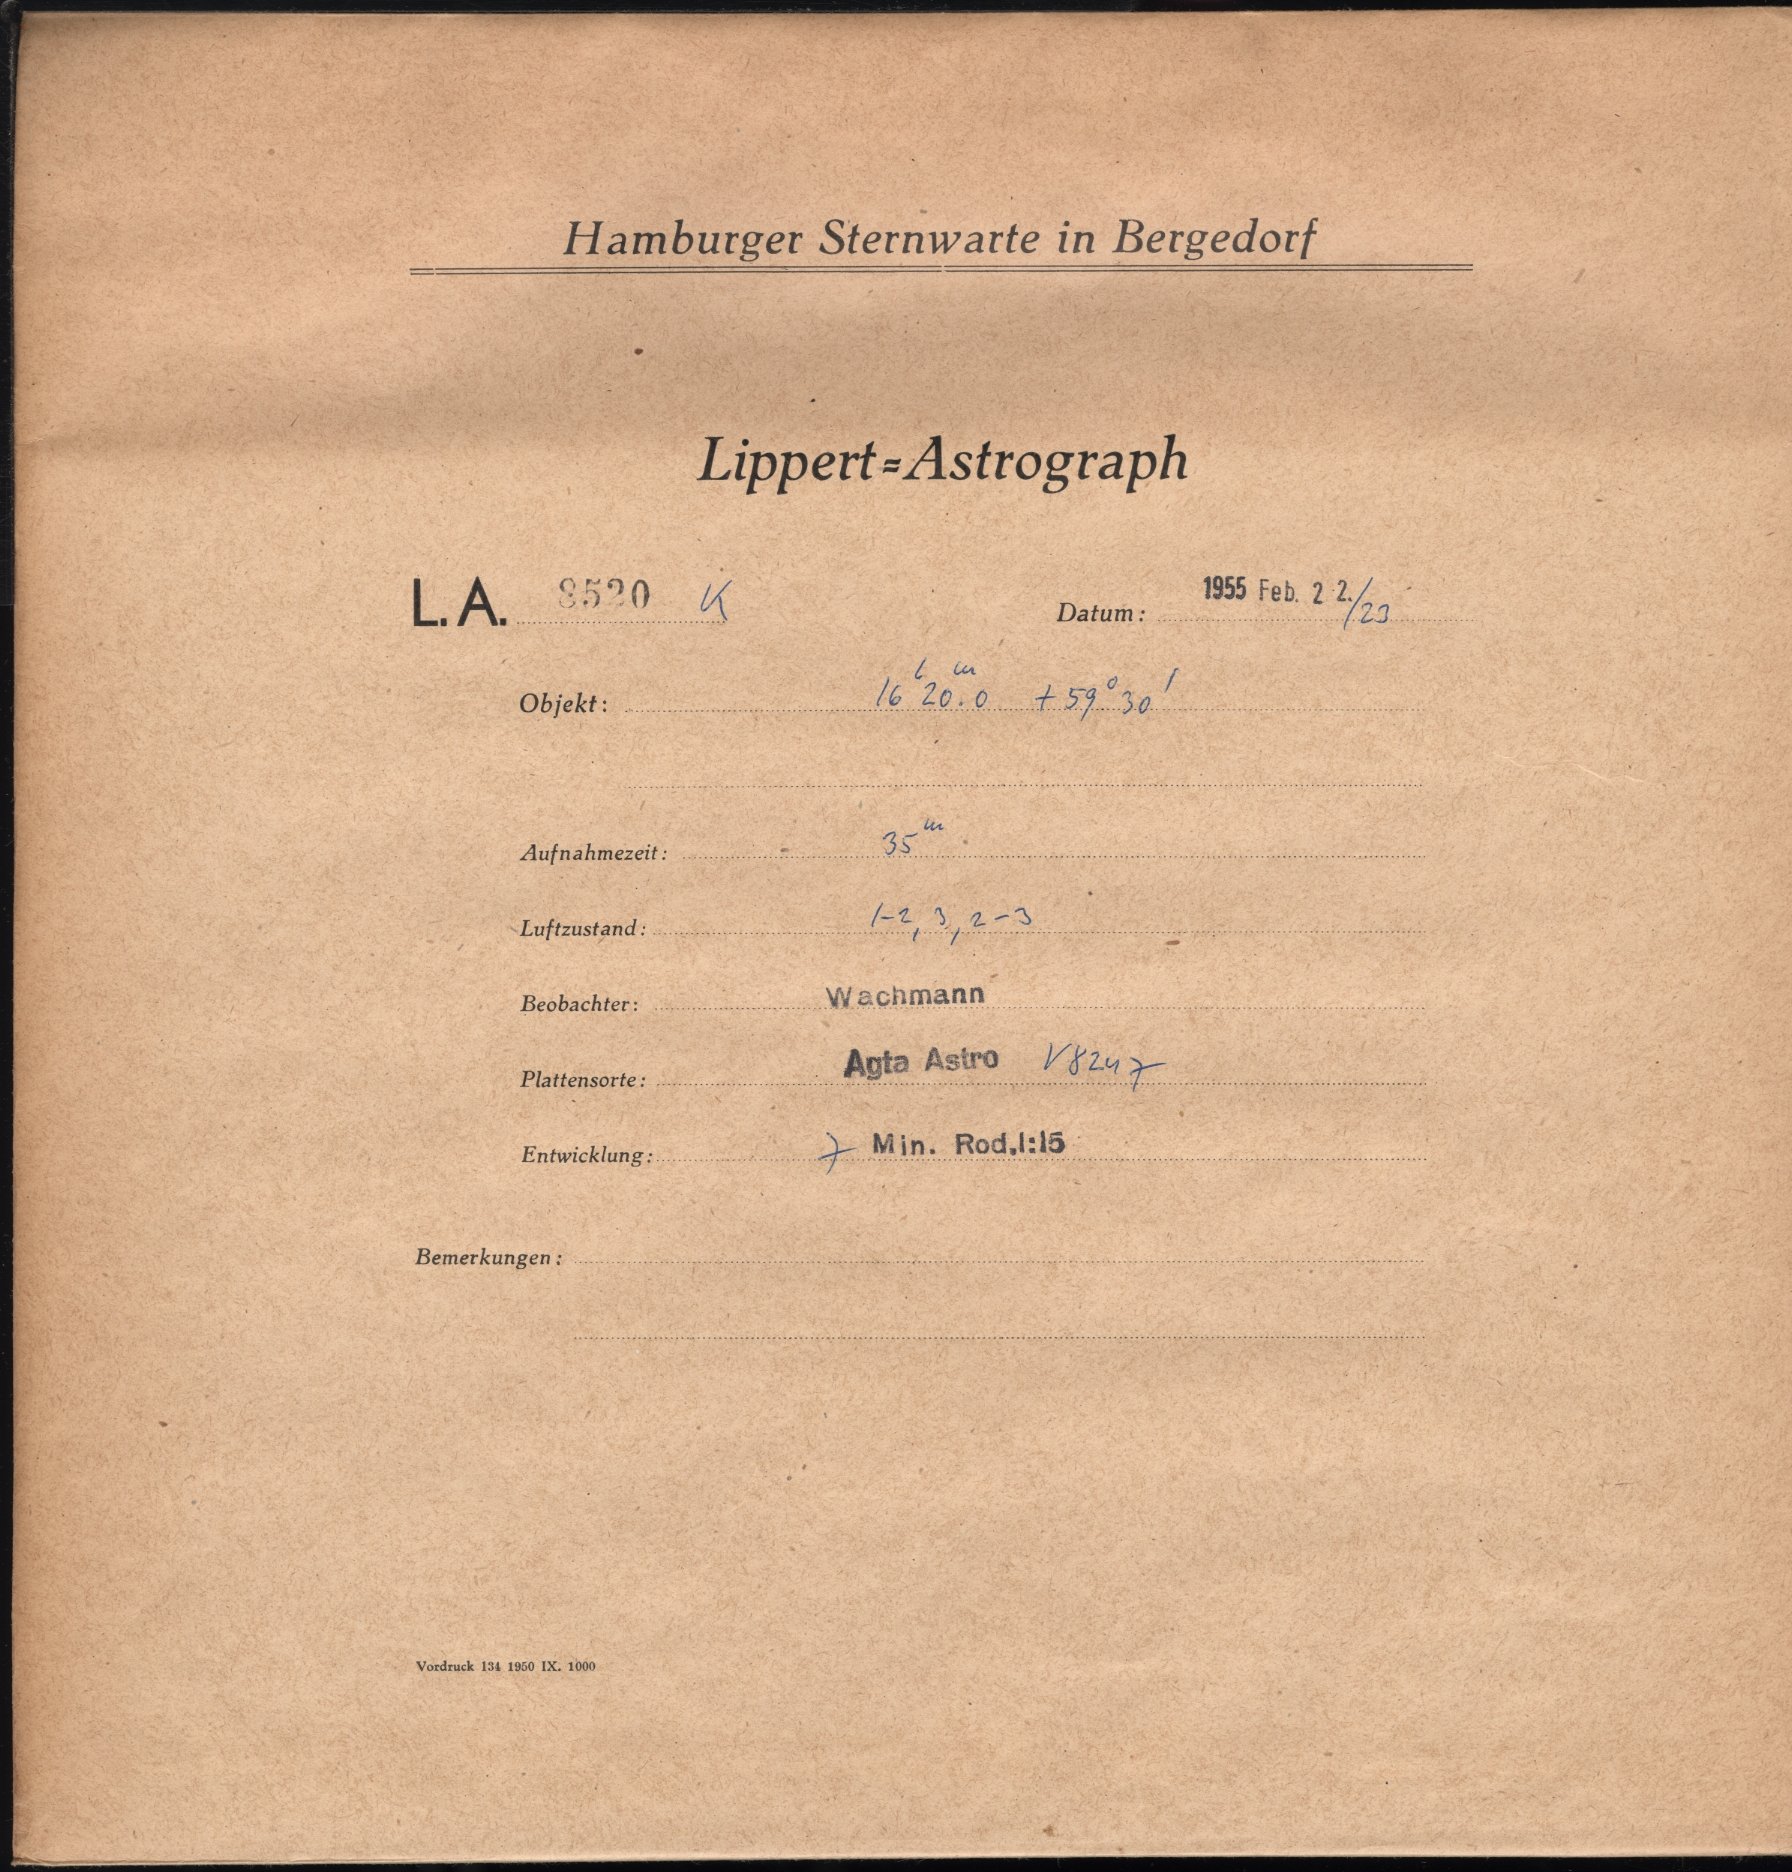 Hamburger Sternwarte in Bergedorf
Lippert=Astrograph
L. A. 8520 K
Datum: 1955 Feb. 22./23
Objekt: 16ʰ20ᵐ.0 +59°30'
Aufnahmezeit: 35ᵐ
Luftzustand: 1-2, 3, 2-3
Beobachter: Wachmann
Plattensorte: Agfa Astro V8247
Entwicklung: 7 Min. Rod.1:15
Bemerkungen:
Vordruck 134 1950 IX. 1000